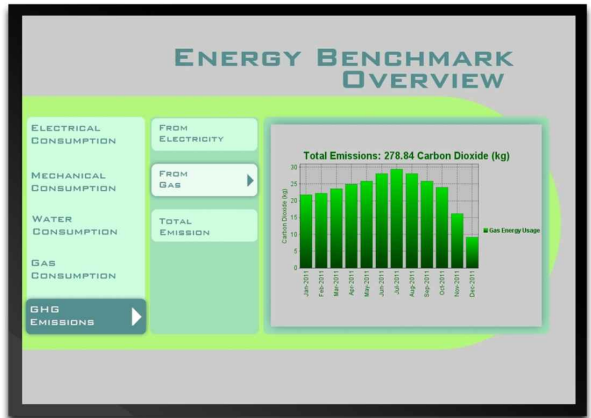 ENERGY BENCHMARK
OVERVIEW
ELECTRICAL
CONSUMPTION
MECHANICAL
CONSUMPTION
WATER
CONSUMPTION
GAS
CONSUMPTION
GHG
EMISSIONS
FROM
ELECTRICITY
FROM
GAS
TOTAL
EMISSION
Total Emissions: 278.84 Carbon Dioxide (kg)
Carbon Dioxide (kg)
30
25
20
15
10
5
0
Jan-2011
Feb-2011
Mar-2011
Apr-2011
May-2011
Jun-2011
Jul-2011
Aug-2011
Sep-2011
Oct-2011
Nov-2011
Dec-2011
Gas Energy Usage